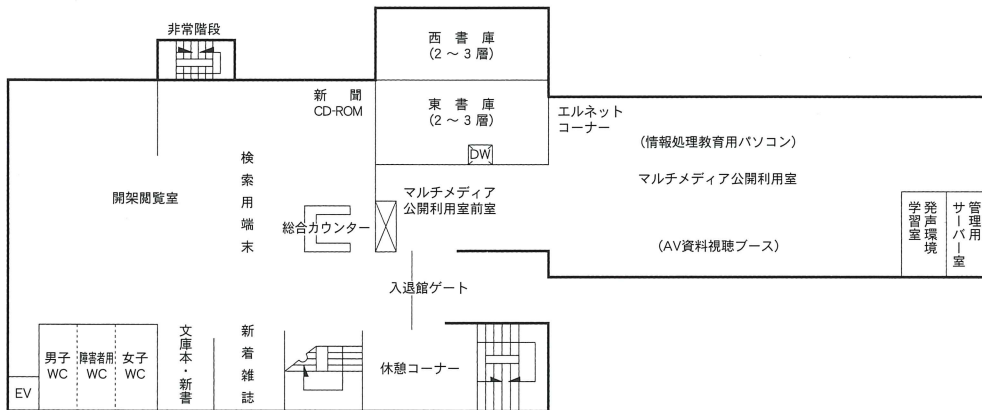 非常階段
西書庫
(2～3層)
新聞
CD-ROM
東書庫
(2～3層)
エルネット
コーナー
DW
(情報処理教育用パソコン)
検索用端末
開架閲覧室
マルチメディア
公開利用室前室
マルチメディア公開利用室
総合カウンター
(AV資料視聴ブース)
発声環境
学習室
管理用
サーバー室
入退館ゲート
男子
WC
障害者用
WC
女子
WC
文庫本・新書
新着雑誌
休憩コーナー
EV